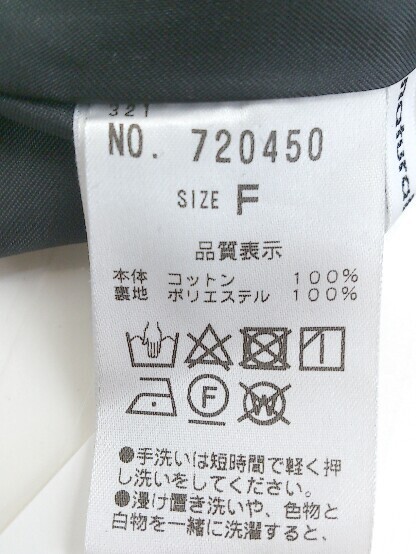 321
NO. 720450
SIZE F
品質表示
本体 コットン 100%
裏地 ポリエステル 100%
F
W
●手洗いは短時間で軽く押
し洗いをしてください。
●浸け置き洗いや、色物と
白物を一緒に洗濯すると、